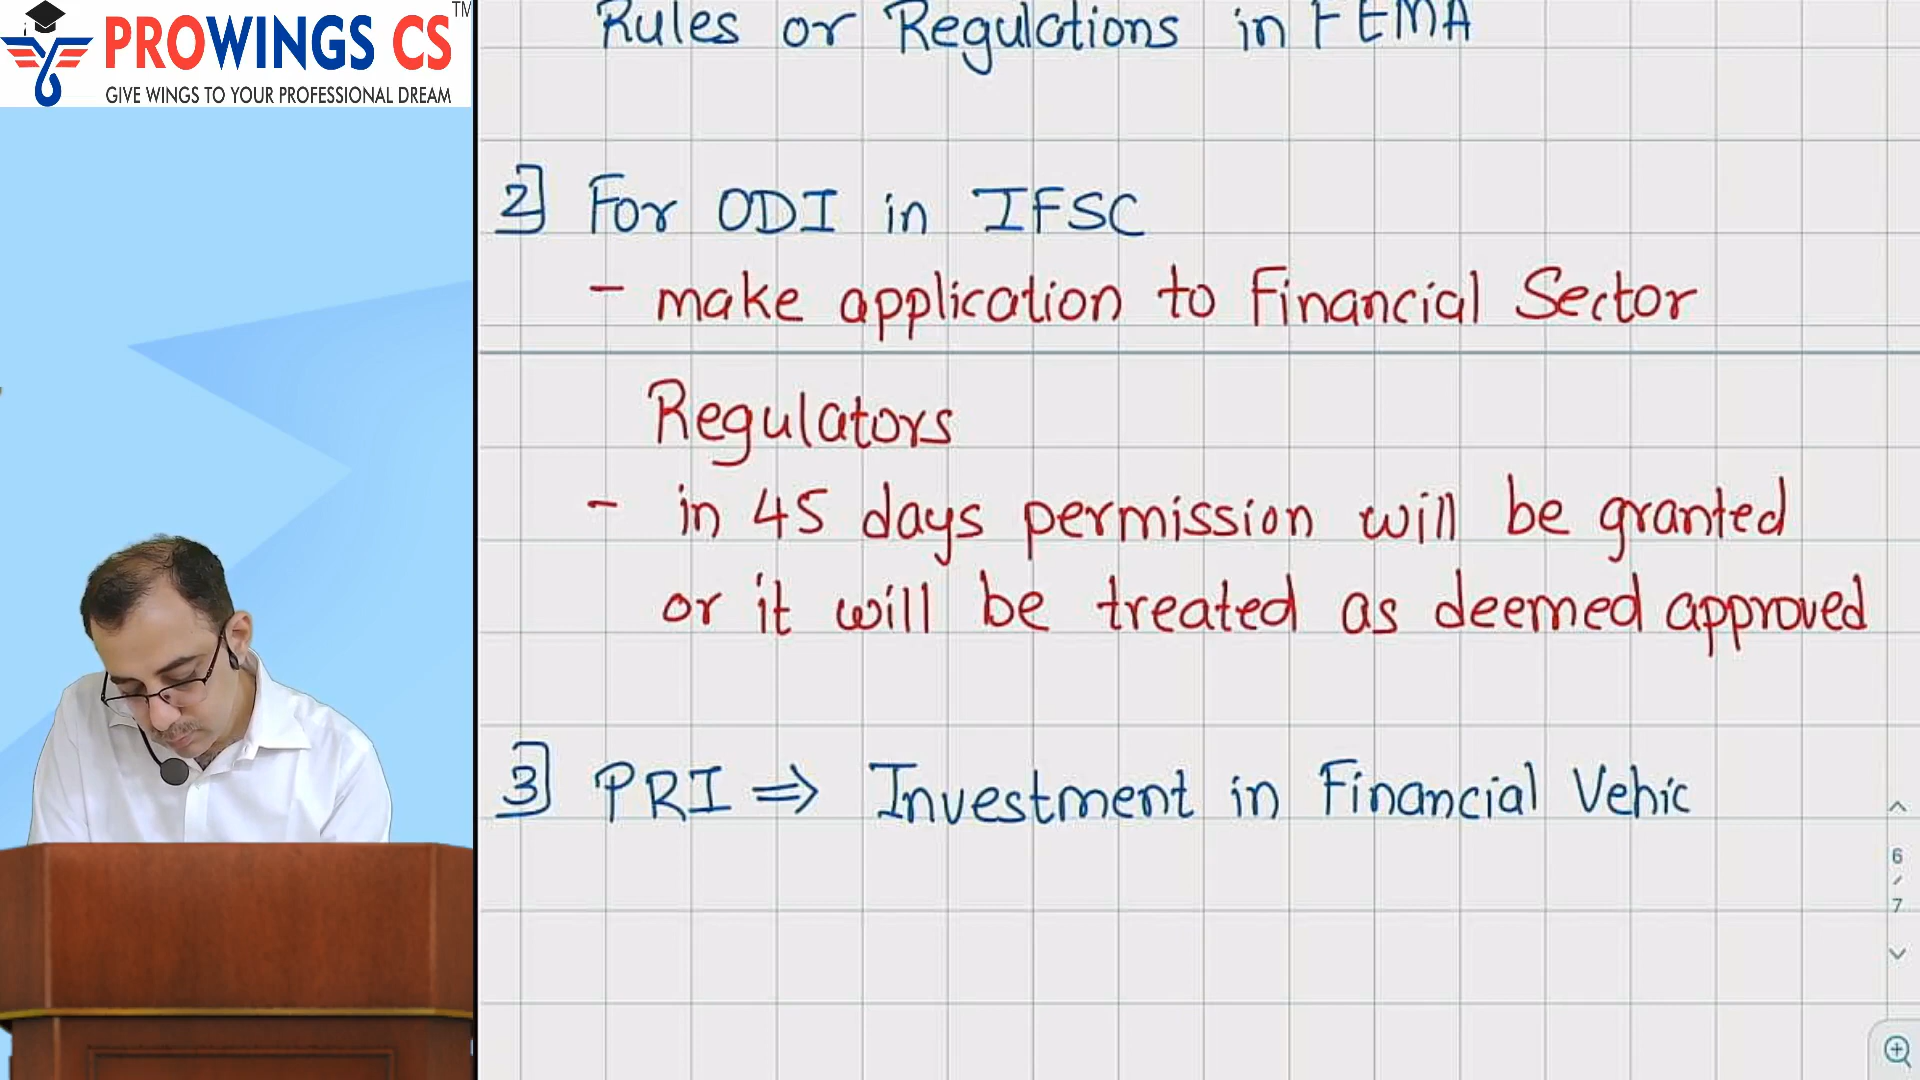 PROWINGS CS TM
GIVE WINGS TO YOUR PROFESSIONAL DREAM
Rules or Regulations in FEMA
2] For ODI in IFSC
- make application to Financial Sector
Regulators
- in 45 days permission will be granted
or it will be treated as deemed approved
3] PRI ⇒ Investment in Financial Vehic
6
/
7